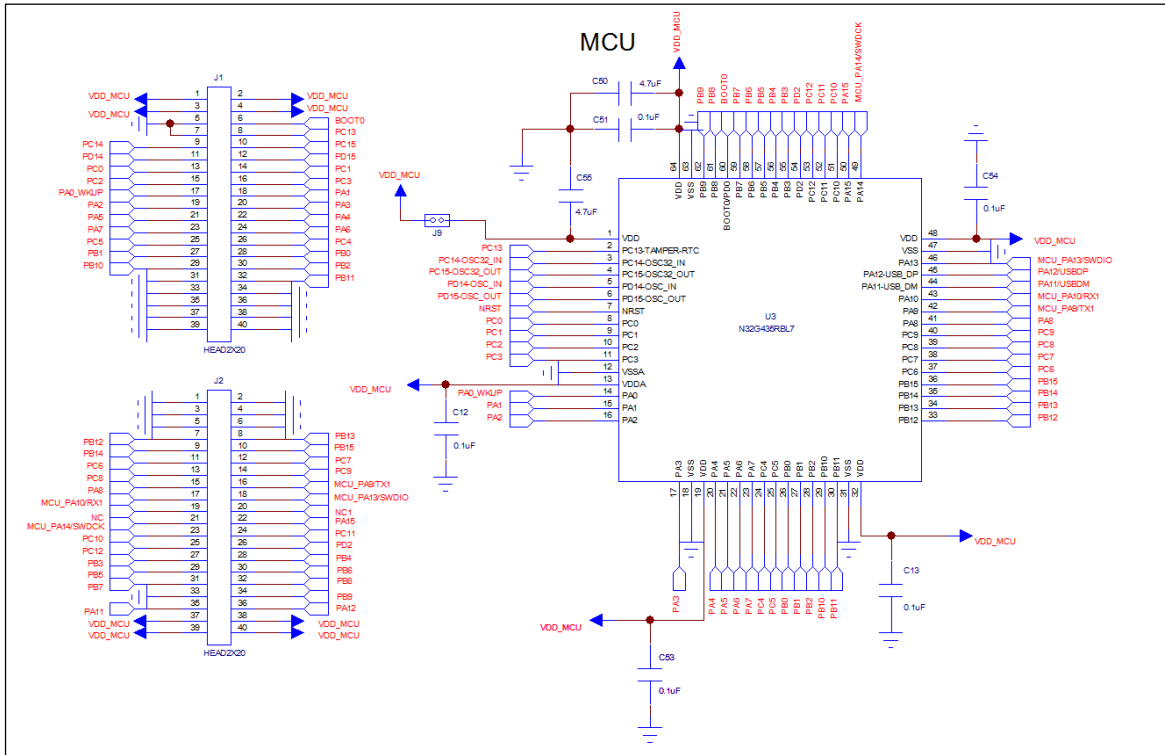 MCU
J1
VDD_MCU 1 2 VDD_MCU
VDD_MCU 3 4 VDD_MCU
5 6 BOOT0
7 8 PC13
PC14 9 10 PC15
PD14 11 12 PD15
PC0 13 14 PC1
PC2 15 16 PC3
PA0_WKUP 17 18 PA1
PA2 19 20 PA3
PA5 21 22 PA4
PA7 23 24 PA6
PC5 25 26 PC4
PB1 27 28 PB0
PB10 29 30 PB2
31 32 PB11
33 34
35 36
37 38
39 40
HEAD2X20
J2
1 2
3 4
5 6
7 8 PB13
PB12 9 10 PB15
PB14 11 12 PC7
PC6 13 14 PC9
PC8 15 16 MCU_PA9/TX1
PA8 17 18 MCU_PA13/SWDIO
MCU_PA10/RX1 19 20 NC1
NC 21 22 PA15
MCU_PA14/SWDCK 23 24 PC11
PC10 25 26 PD2
PC12 27 28 PB4
PB3 29 30 PB6
PB5 31 32 PB8
PB7 33 34 PB9
PA11 35 36 PA12
VDD_MCU 37 38 VDD_MCU
VDD_MCU 39 40 VDD_MCU
HEAD2X20
VDD_MCU
C50
4.7uF
C51
0.1uF
C55
4.7uF
VDD_MCU
J9
PB9
PB8
BOOT0
PB7
PB6
PB5
PB4
PB3
PD2
PC12
PC11
PC10
PA15
MCU_PA14/SWDCK
64 VDD
63 VSS
62 PB9
61 PB8
60 BOOT0/PD0
59 PB7
58 PB6
57 PB5
56 PB4
55 PB3
54 PD2
53 PC12
52 PC11
51 PC10
50 PA15
49 PA14
1 VDD
PC13 2 PC13-TAMPER-RTC
PC14-OSC32_IN 3 PC14-OSC32_IN
PC15-OSC32_OUT 4 PC15-OSC32_OUT
PD14-OSC_IN 5 PD14-OSC_IN
PD15-OSC_OUT 6 PD15-OSC_OUT
NRST 7 NRST
PC0 8 PC0
PC1 9 PC1
PC2 10 PC2
PC3 11 PC3
12 VSSA
VDD_MCU 13 VDDA
PA0_WKUP 14 PA0
PA1 15 PA1
PA2 16 PA2
C12
0.1uF
U3
N32G435RBL7
C54
0.1uF
VDD 48 VDD_MCU
VSS 47
PA13 46 MCU_PA13/SWDIO
PA12-USB_DP 45 PA12/USBDP
PA11-USB_DM 44 PA11/USBDM
PA10 43 MCU_PA10/RX1
PA9 42 MCU_PA9/TX1
PA8 41 PA8
PC9 40 PC9
PC8 39 PC8
PC7 38 PC7
PC6 37 PC6
PB15 36 PB15
PB14 35 PB14
PB13 34 PB13
PB12 33 PB12
PA3 17
VSS 18
VDD 19
PA4 20
PA5 21
PA6 22
PA7 23
PC4 24
PC5 25
PB0 26
PB1 27
PB2 28
PB10 29
PB11 30
VSS 31
VDD 32
PA3
PA4
PA5
PA6
PA7
PC4
PC5
PB0
PB1
PB2
PB10
PB11
VDD_MCU
C13
0.1uF
VDD_MCU
C53
0.1uF